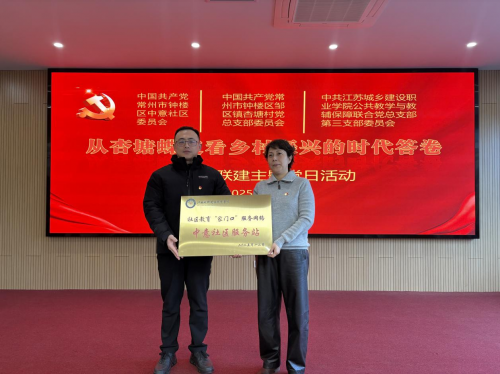 中国共产党
常州市钟楼
区中意社区
委员会
中国共产党常
州市钟楼区邹
区镇杏塘村党
总支部委员会
中共江苏城乡建设职
业学院公共教学与教
辅保障联合党总支部
第三支部委员会
从杏塘 看乡村 兴的时代答卷
联建主 党日活动
025
社区教育“家门口”服务网格
中意社区服务站